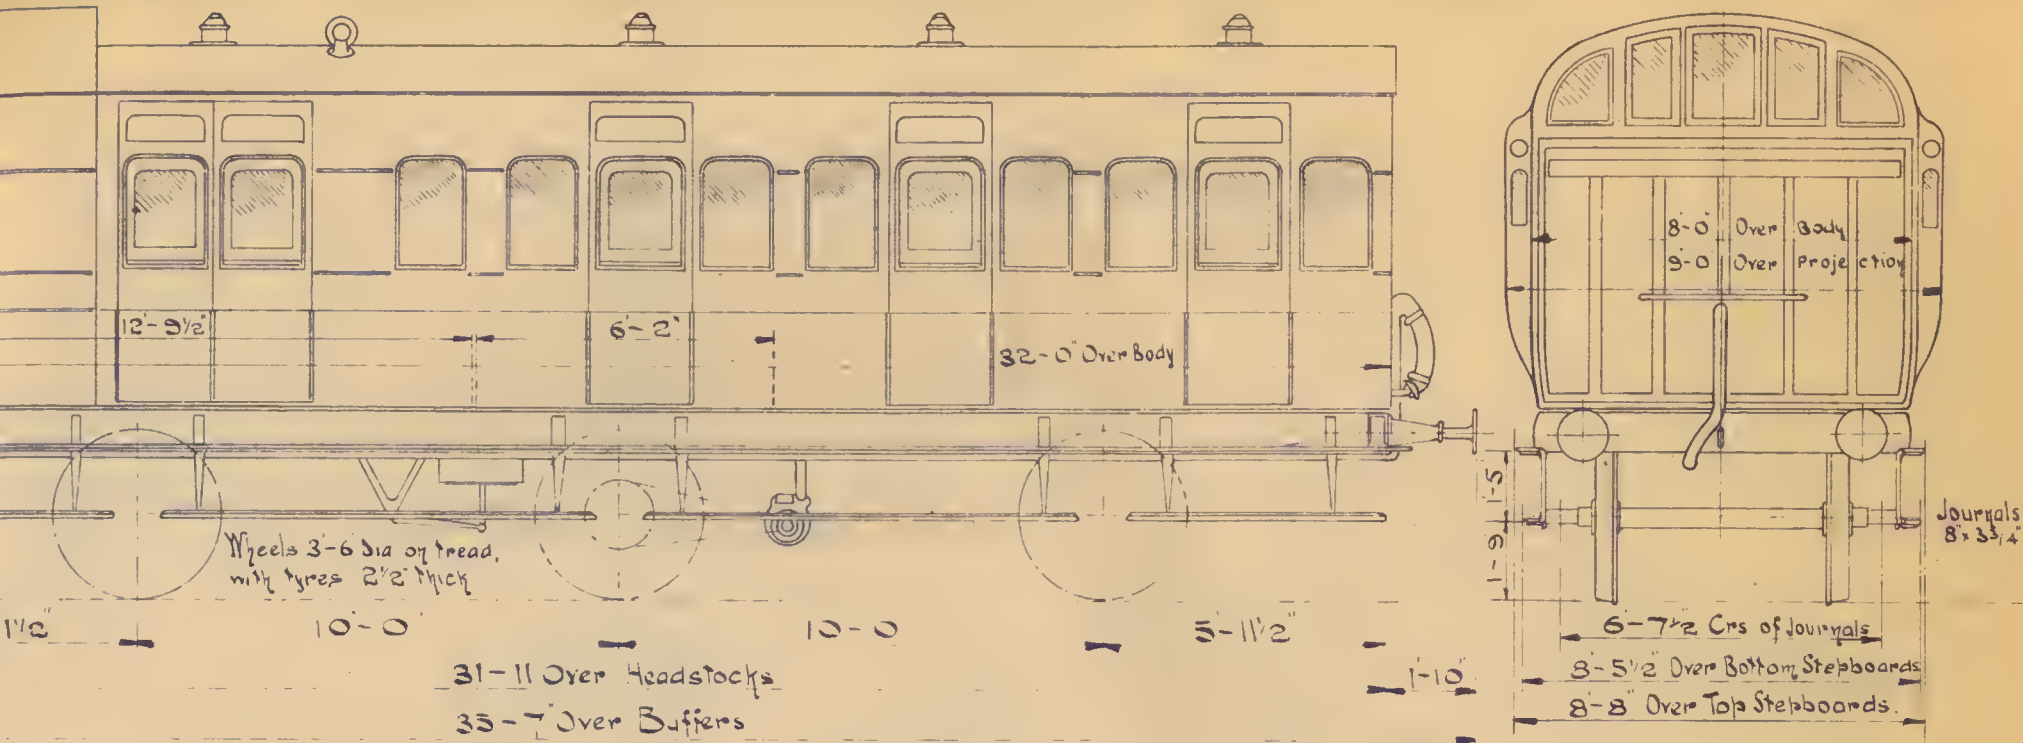 8'-0" Over Body
9'-0" Over Projection
12'-9½"
6'-2"
32'-0" Over Body
1'-5
Journals
8" x 3¾"
Wheels 3'-6 Dia on tread,
with tyres 2½" thick
1-9
1½"
10'-0"
10'-0
5'-11½"
6-7½ Crs of Journals
31-11 Over Headstocks
1'-10"
8'-5½" Over Bottom Stepboards
35-7" Over Buffers
8'-8" Over Top Stepboards.